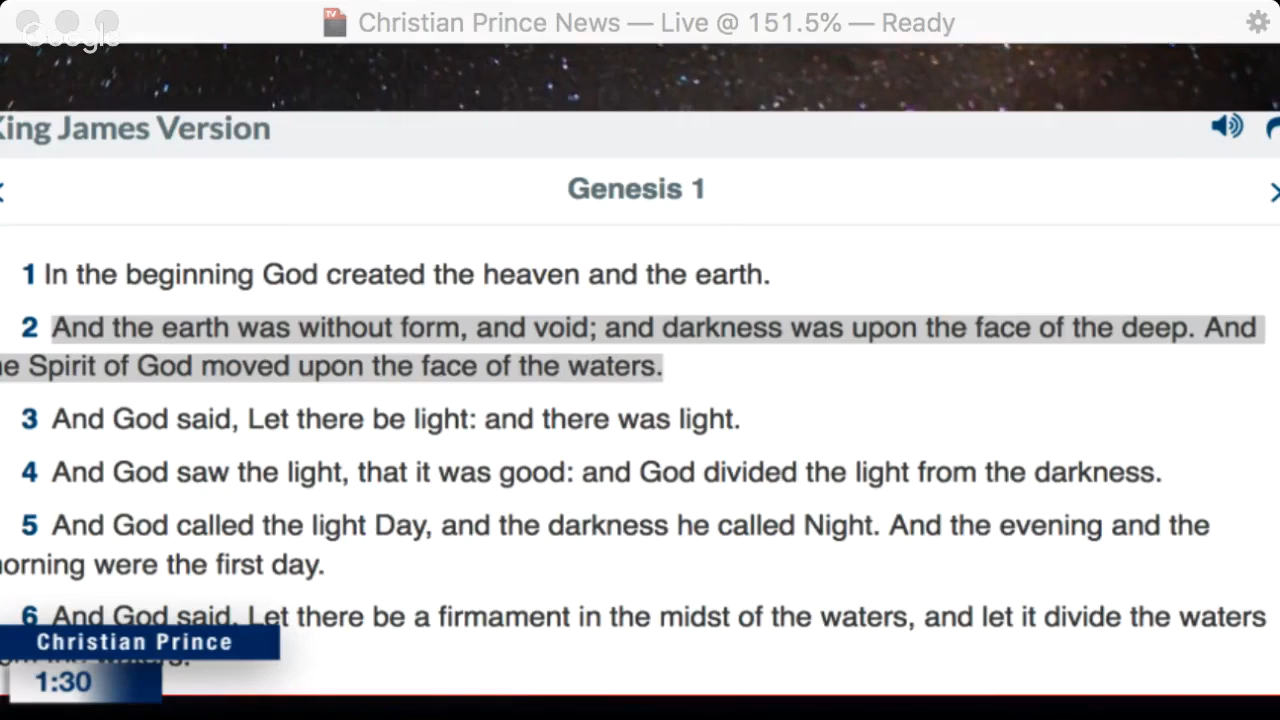 Christian Prince News — Live @ 151.5% — Ready
Google
King James Version
Genesis 1
1 In the beginning God created the heaven and the earth.
2 And the earth was without form, and void; and darkness was upon the face of the deep. And
he Spirit of God moved upon the face of the waters.
3 And God said, Let there be light: and there was light.
4 And God saw the light, that it was good: and God divided the light from the darkness.
5 And God called the light Day, and the darkness he called Night. And the evening and the
morning were the first day.
6 And God said, Let there be a firmament in the midst of the waters, and let it divide the waters
Christian Prince
1:30